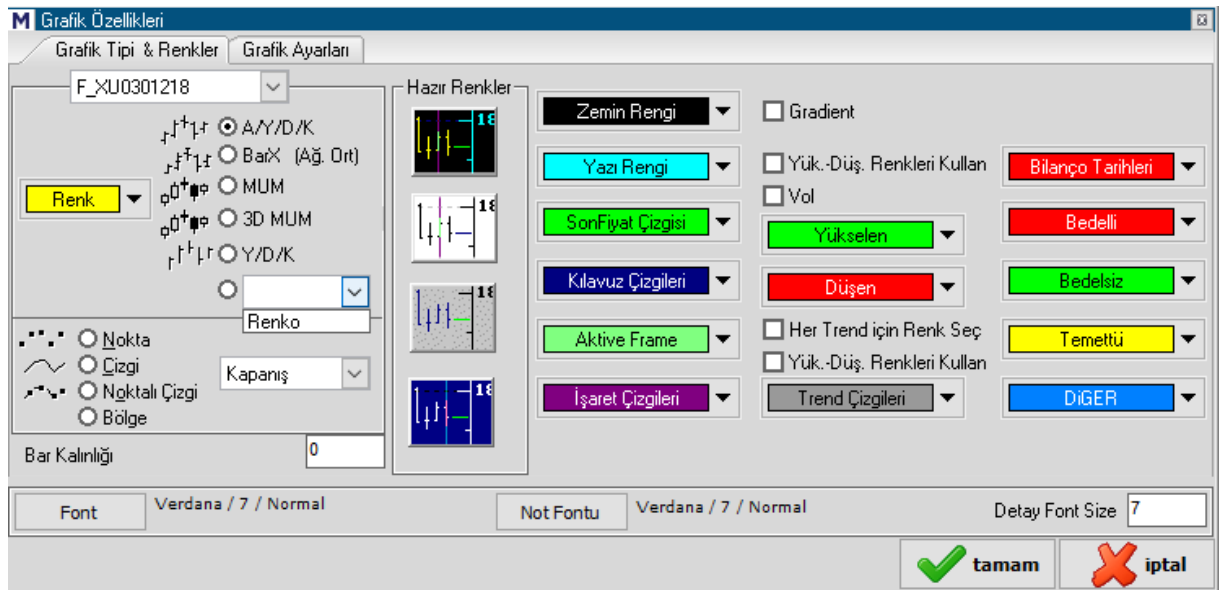 M Grafik Özellikleri
Grafik Tipi & Renkler
Grafik Ayarları
F_XU0301218
A/Y/D/K
BarX (Ağ. Ort)
MUM
3D MUM
Y/D/K
Renk
Renko
Nokta
Çizgi
Noktalı Çizgi
Bölge
Kapanış
Bar Kalınlığı
0
Hazır Renkler
18
18
18
18
Zemin Rengi
Yazı Rengi
SonFiyat Çizgisi
Kılavuz Çizgileri
Aktive Frame
İşaret Çizgileri
Gradient
Yük.-Düş. Renkleri Kullan
Vol
Yükselen
Düşen
Her Trend için Renk Seç
Yük.-Düş. Renkleri Kullan
Trend Çizgileri
Bilanço Tarihleri
Bedelli
Bedelsiz
Temettü
DiGER
Font
Verdana / 7 / Normal
Not Fontu
Verdana / 7 / Normal
Detay Font Size
7
tamam
iptal